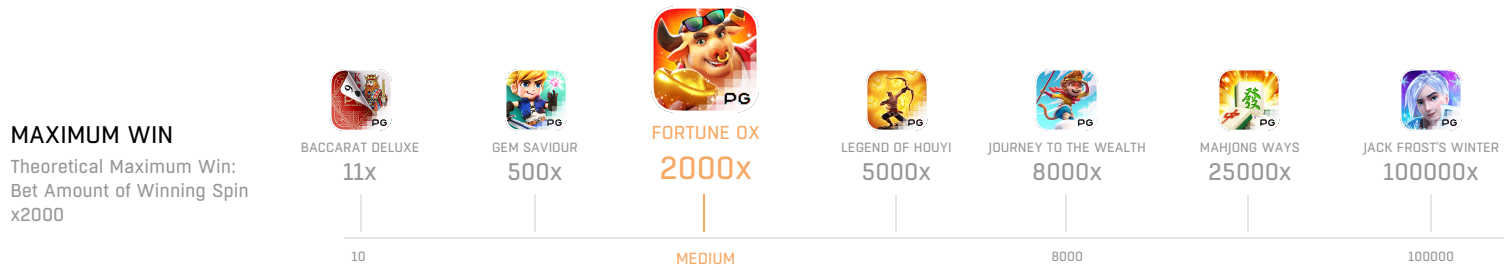 PG
PG
PG
PG
PG
發
PG
PG
MAXIMUM WIN
Theoretical Maximum Win:
Bet Amount of Winning Spin
x2000
BACCARAT DELUXE
11x
GEM SAVIOUR
500x
FORTUNE OX
2000x
LEGEND OF HOUYI
5000x
JOURNEY TO THE WEALTH
8000x
MAHJONG WAYS
25000x
JACK FROST'S WINTER
100000x
10
MEDIUM
8000
100000